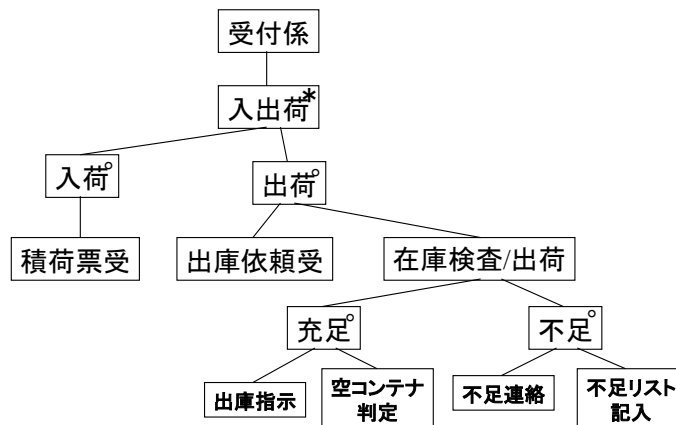 受付係
入出荷*
入荷°
出荷°
積荷票受
出庫依頼受
在庫検査/出荷
充足°
不足°
出庫指示
空コンテナ
判定
不足連絡
不足リスト
記入